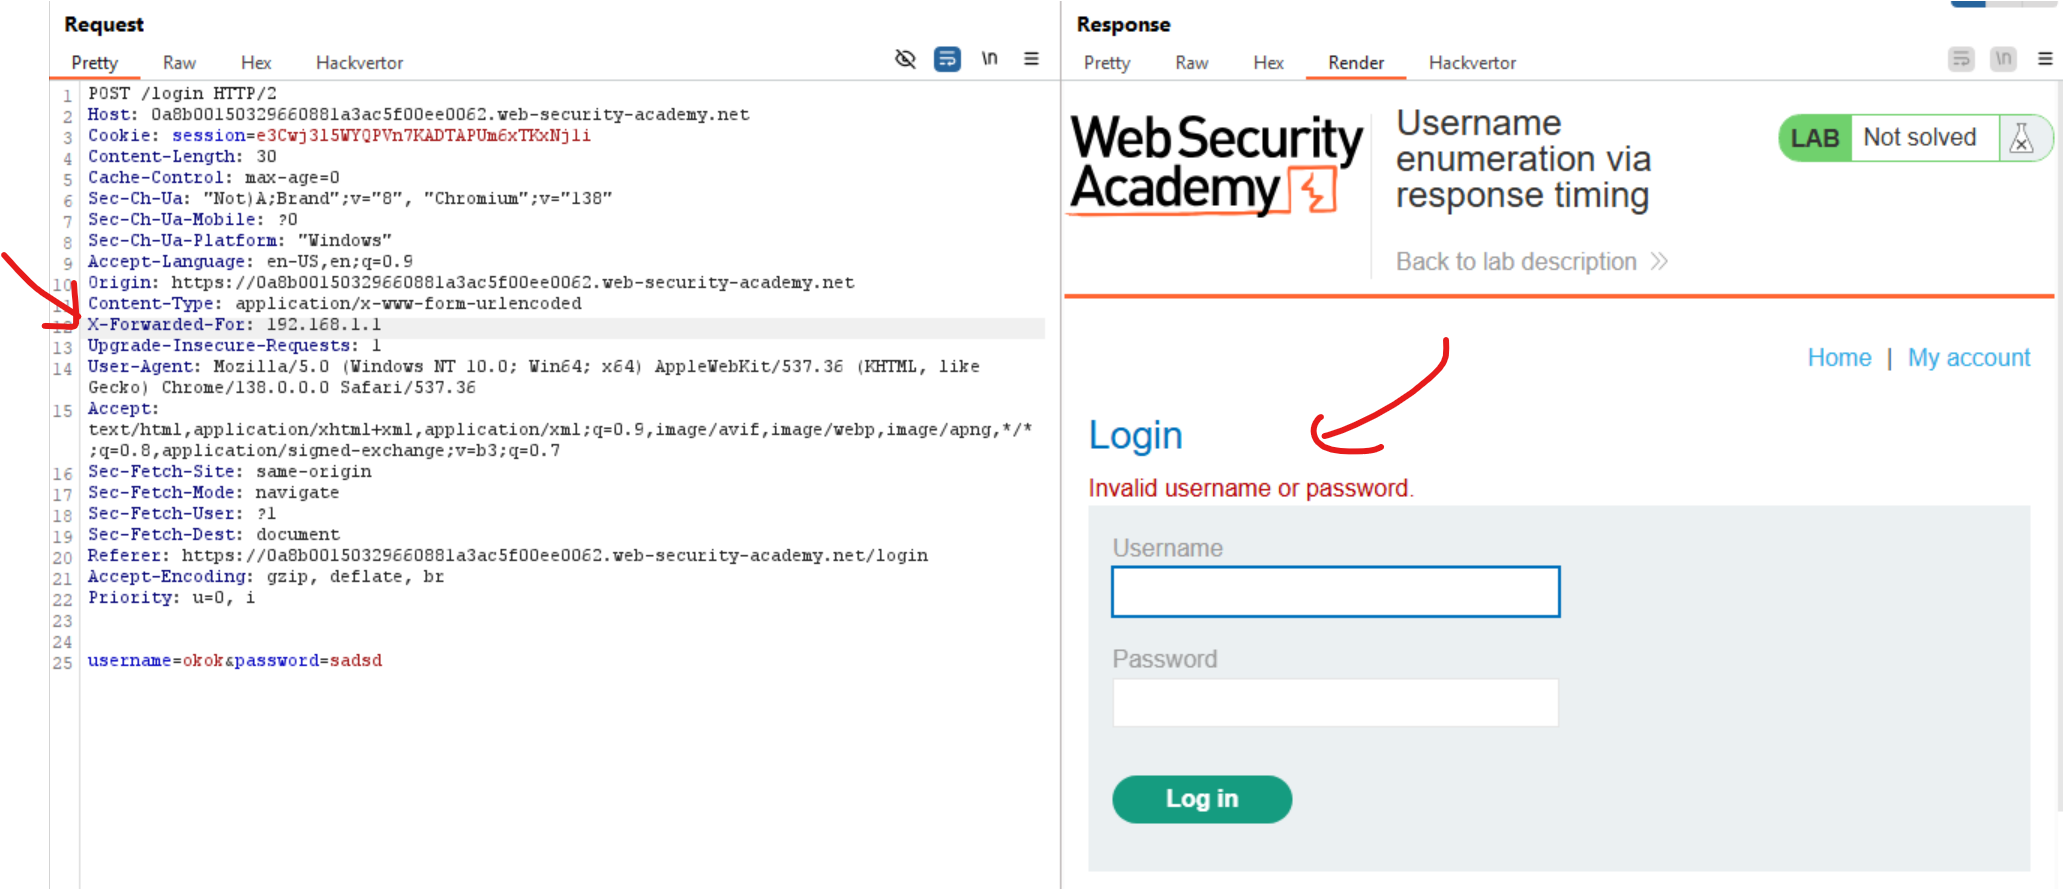 Request
Pretty Raw Hex Hackvertor \n
1 POST /login HTTP/2
2 Host: 0a8b00150329660881a3ac5f00ee0062.web-security-academy.net
3 Cookie: session=e3Cwj315WYQPVn7KADTAPUm6xTKxNj1i
4 Content-Length: 30
5 Cache-Control: max-age=0
6 Sec-Ch-Ua: "Not)A;Brand";v="8", "Chromium";v="138"
7 Sec-Ch-Ua-Mobile: ?0
8 Sec-Ch-Ua-Platform: "Windows"
9 Accept-Language: en-US,en;q=0.9
10 Origin: https://0a8b00150329660881a3ac5f00ee0062.web-security-academy.net
11 Content-Type: application/x-www-form-urlencoded
12 X-Forwarded-For: 192.168.1.1
13 Upgrade-Insecure-Requests: 1
14 User-Agent: Mozilla/5.0 (Windows NT 10.0; Win64; x64) AppleWebKit/537.36 (KHTML, like
Gecko) Chrome/138.0.0.0 Safari/537.36
15 Accept:
text/html,application/xhtml+xml,application/xml;q=0.9,image/avif,image/webp,image/apng,*/*
;q=0.8,application/signed-exchange;v=b3;q=0.7
16 Sec-Fetch-Site: same-origin
17 Sec-Fetch-Mode: navigate
18 Sec-Fetch-User: ?1
19 Sec-Fetch-Dest: document
20 Referer: https://0a8b00150329660881a3ac5f00ee0062.web-security-academy.net/login
21 Accept-Encoding: gzip, deflate, br
22 Priority: u=0, i
23
24
25 username=okok&password=sadsd
Response
Pretty Raw Hex Render Hackvertor \n
Web Security
Academy
Username
enumeration via
response timing
Back to lab description
LAB Not solved
Home | My account
Login
Invalid username or password.
Username
Password
Log in